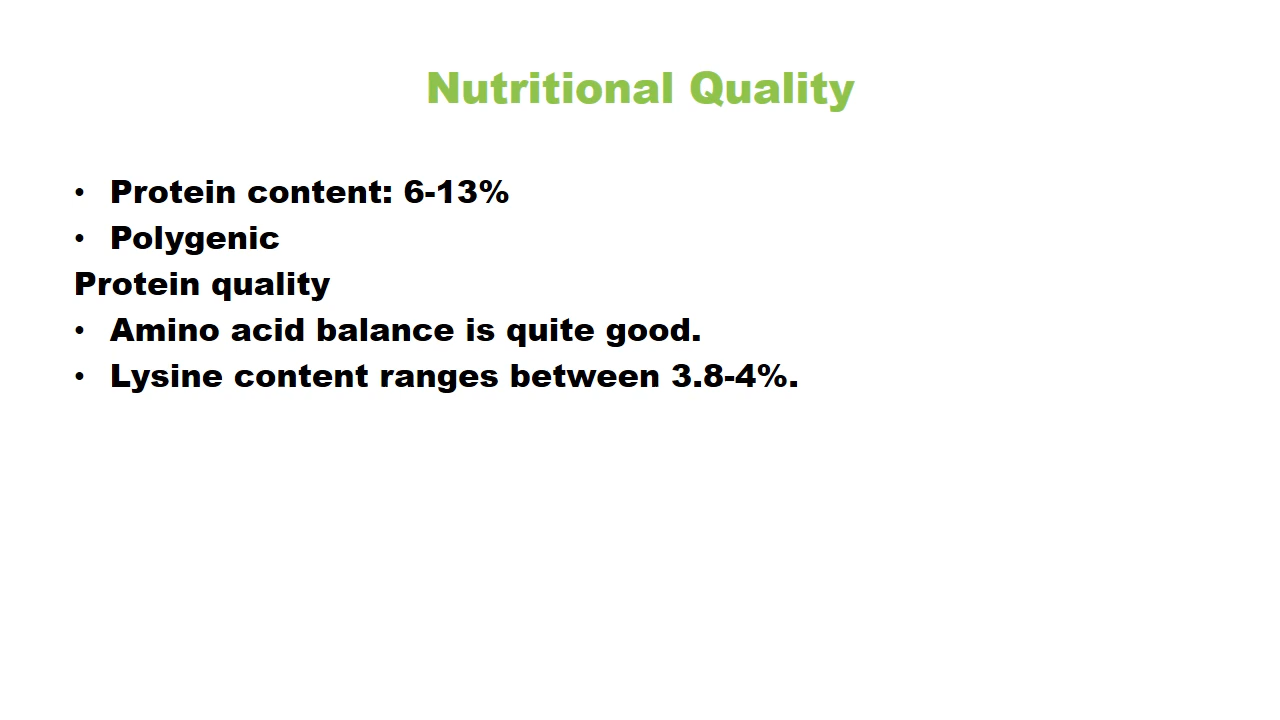 Nutritional Quality
• Protein content: 6-13%
• Polygenic
Protein quality
• Amino acid balance is quite good.
• Lysine content ranges between 3.8-4%.